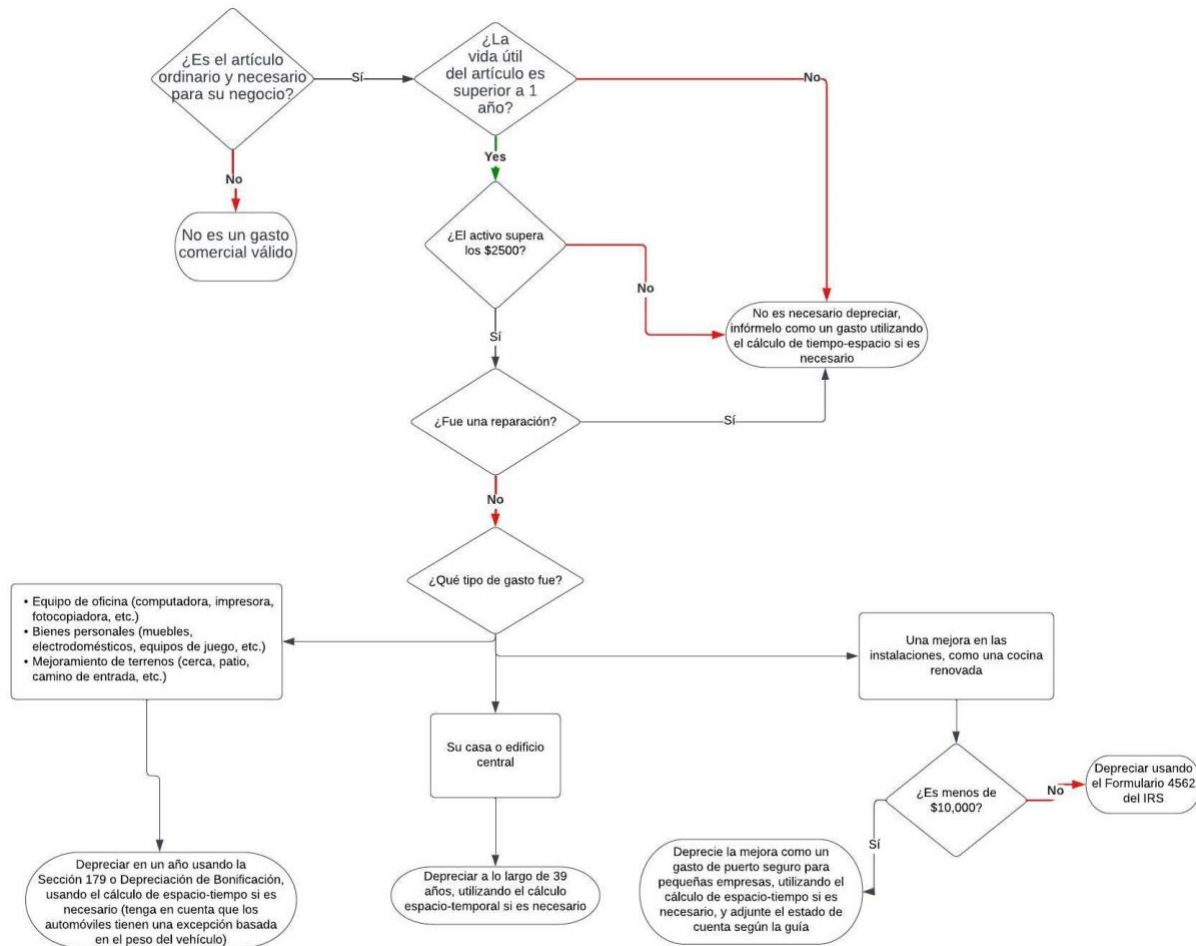 ¿Es el artículo
ordinario y necesario
para su negocio?
Sí
¿La
vida útil
del artículo es
superior a 1
año?
No
Yes
No
No es un gasto
comercial válido
¿El activo supera
los $2500?
No
Sí
No es necesario depreciar,
infórmelo como un gasto utilizando
el cálculo de tiempo-espacio si es
necesario
¿Fue una reparación?
Sí
No
¿Qué tipo de gasto fue?
• Equipo de oficina (computadora, impresora,
fotocopiadora, etc.)
• Bienes personales (muebles,
electrodomésticos, equipos de juego, etc.)
• Mejoramiento de terrenos (cerca, patio,
camino de entrada, etc.)
Una mejora en las
instalaciones, como una cocina
renovada
Su casa o edificio
central
¿Es menos de
$10,000?
No
Depreciar usando
el Formulario 4562
del IRS
Sí
Depreciar en un año usando la
Sección 179 o Depreciación de Bonificación,
usando el cálculo de espacio-tiempo si es
necesario (tenga en cuenta que los
automóviles tienen una excepción basada
en el peso del vehículo)
Depreciar a lo largo de 39
años, utilizando el cálculo
espacio-temporal si es necesario
Deprecie la mejora como un
gasto de puerto seguro para
pequeñas empresas, utilizando el
cálculo de espacio-tiempo si es
necesario, y adjunte el estado de
cuenta según la guía